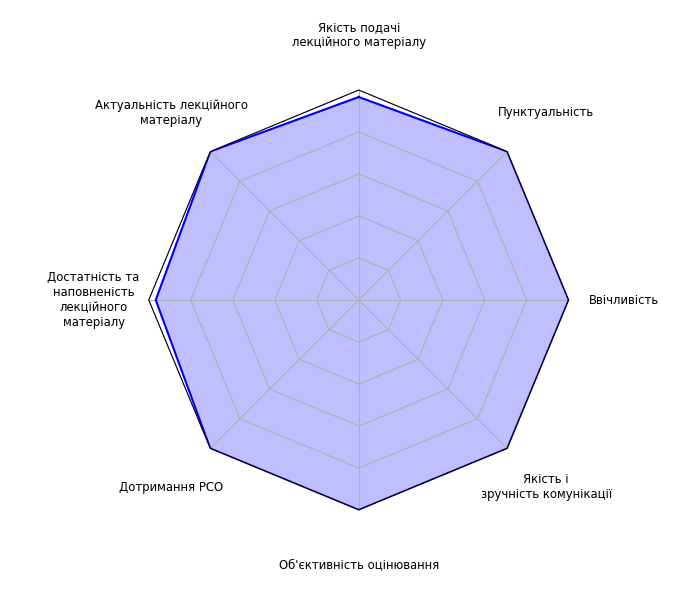 Якість подачі
лекційного матеріалу
Актуальність лекційного
матеріалу
Пунктуальність
Достатність та
наповненість
лекційного
матеріалу
Ввічливість
Дотримання РСО
Якість і
зручність комунікації
Об'єктивність оцінювання